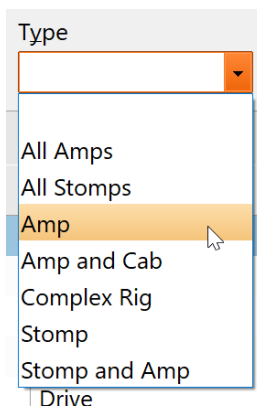 Type
All Amps
All Stomps
Amp
Amp and Cab
Complex Rig
Stomp
Stomp and Amp
Drive